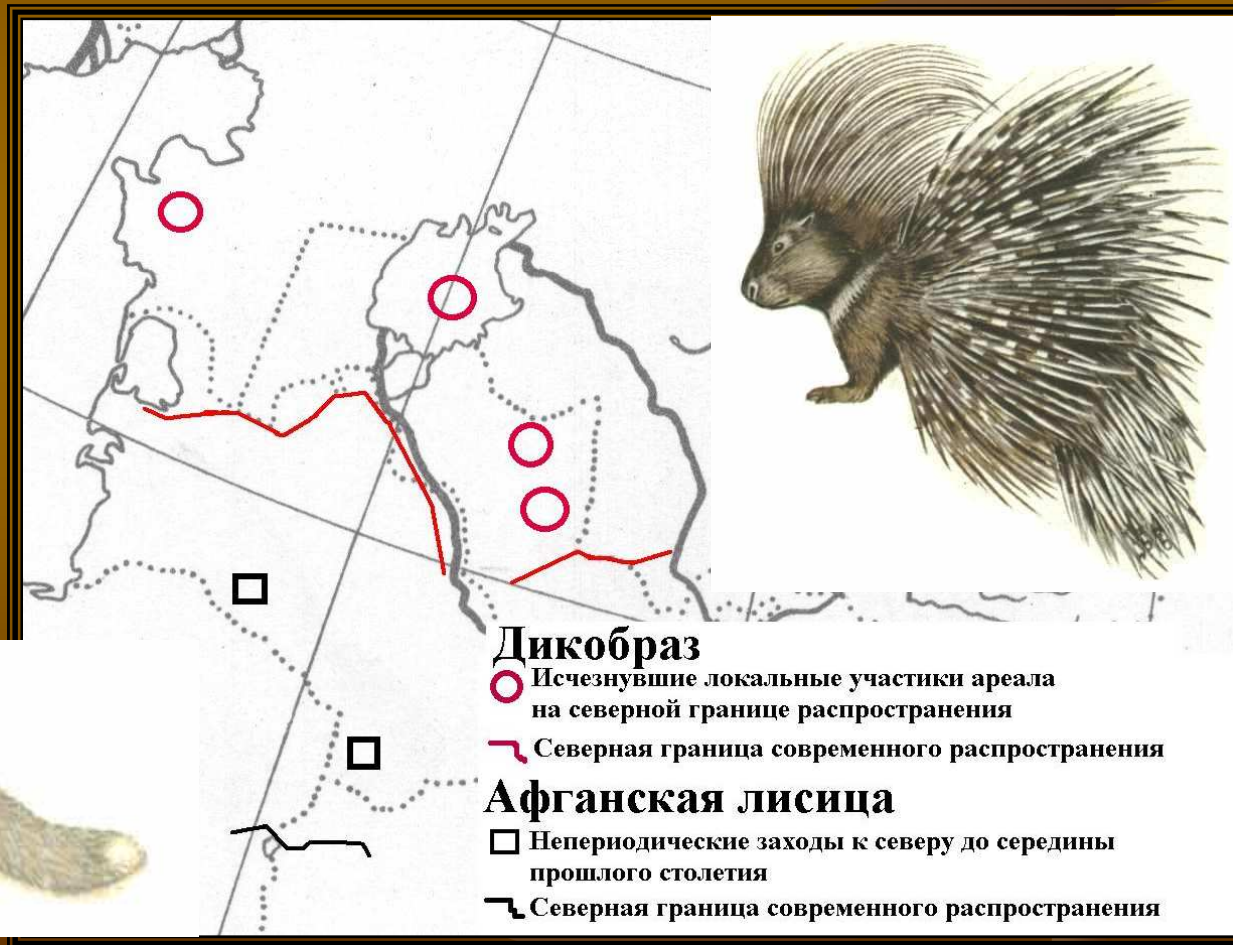 Дикобраз
Исчезнувшие локальные участики ареала
на северной границе распространения
Северная граница современного распространения
Афганская лисица
Непериодические заходы к северу до середины
прошлого столетия
Северная граница современного распространения